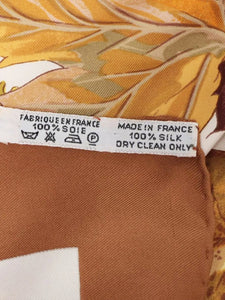 FABRIQUE EN FRANCE
100% SOIE
MADE IN FRANCE
100% SILK
DRY CLEAN ONLY